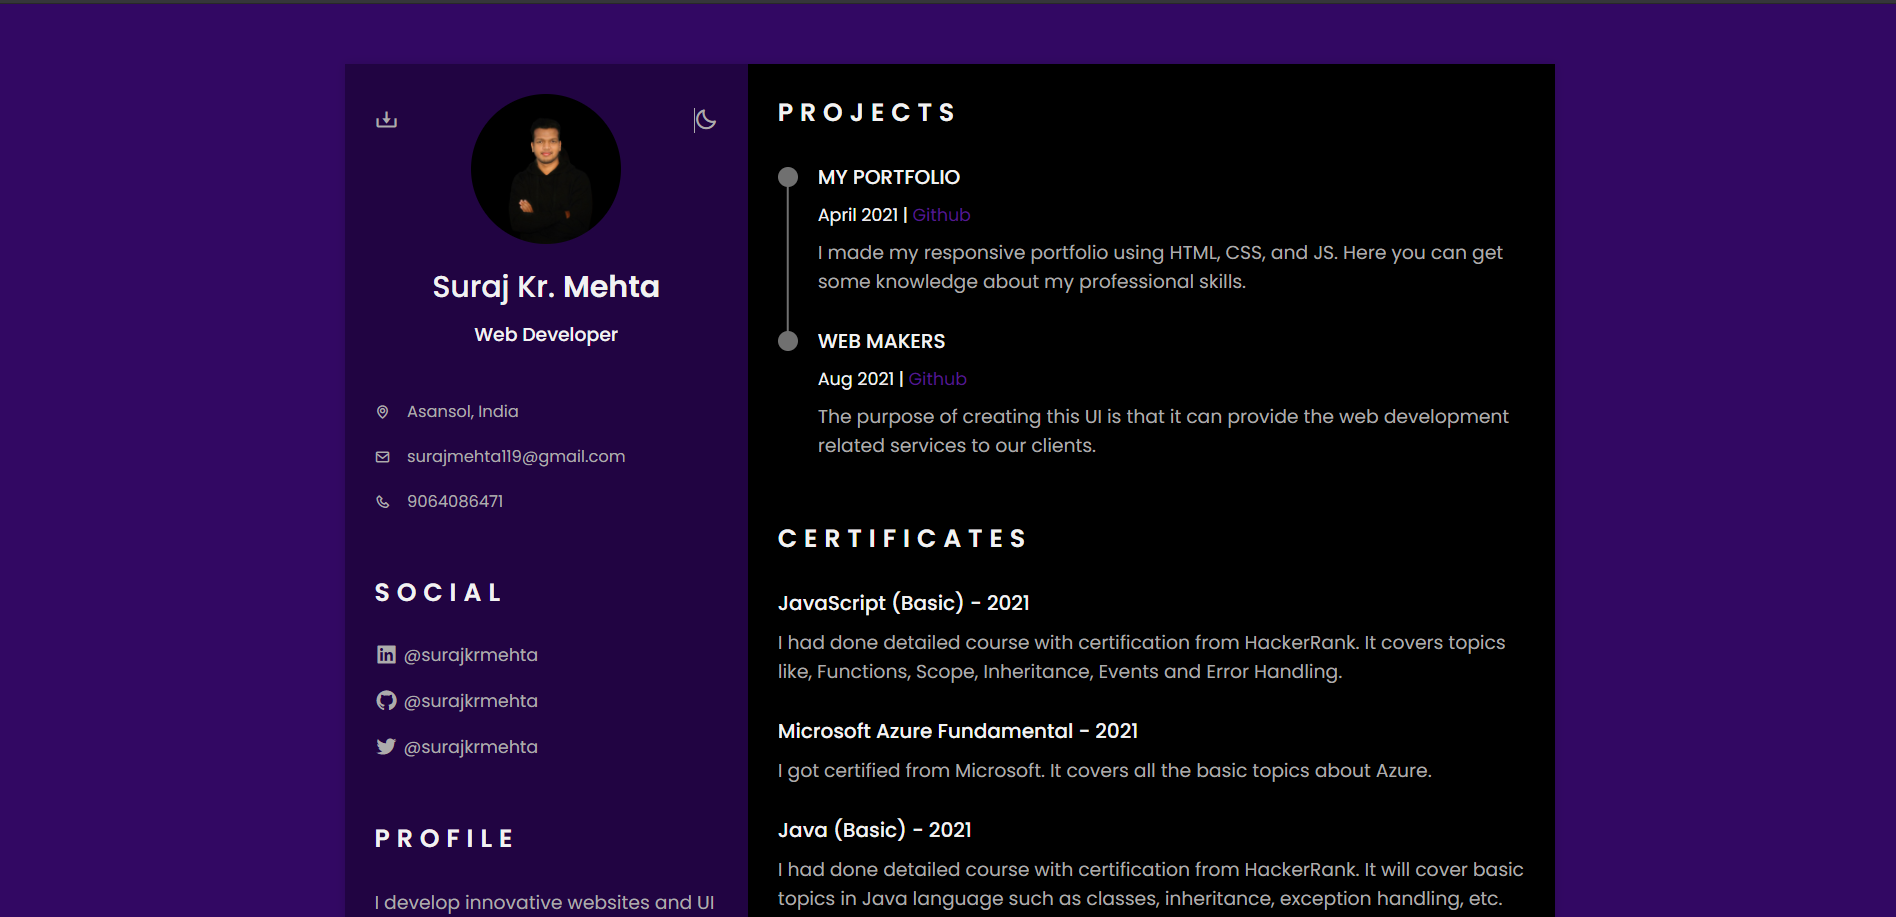 Suraj Kr. Mehta
Web Developer
Asansol, India
surajmehta119@gmail.com
9064086471
SOCIAL
@surajkrmehta
@surajkrmehta
@surajkrmehta
PROFILE
I develop innovative websites and UI
PROJECTS
MY PORTFOLIO
April 2021 | Github
I made my responsive portfolio using HTML, CSS, and JS. Here you can get
some knowledge about my professional skills.
WEB MAKERS
Aug 2021 | Github
The purpose of creating this UI is that it can provide the web development
related services to our clients.
CERTIFICATES
JavaScript (Basic) - 2021
I had done detailed course with certification from HackerRank. It covers topics
like, Functions, Scope, Inheritance, Events and Error Handling.
Microsoft Azure Fundamental - 2021
I got certified from Microsoft. It covers all the basic topics about Azure.
Java (Basic) - 2021
I had done detailed course with certification from HackerRank. It will cover basic
topics in Java language such as classes, inheritance, exception handling, etc.